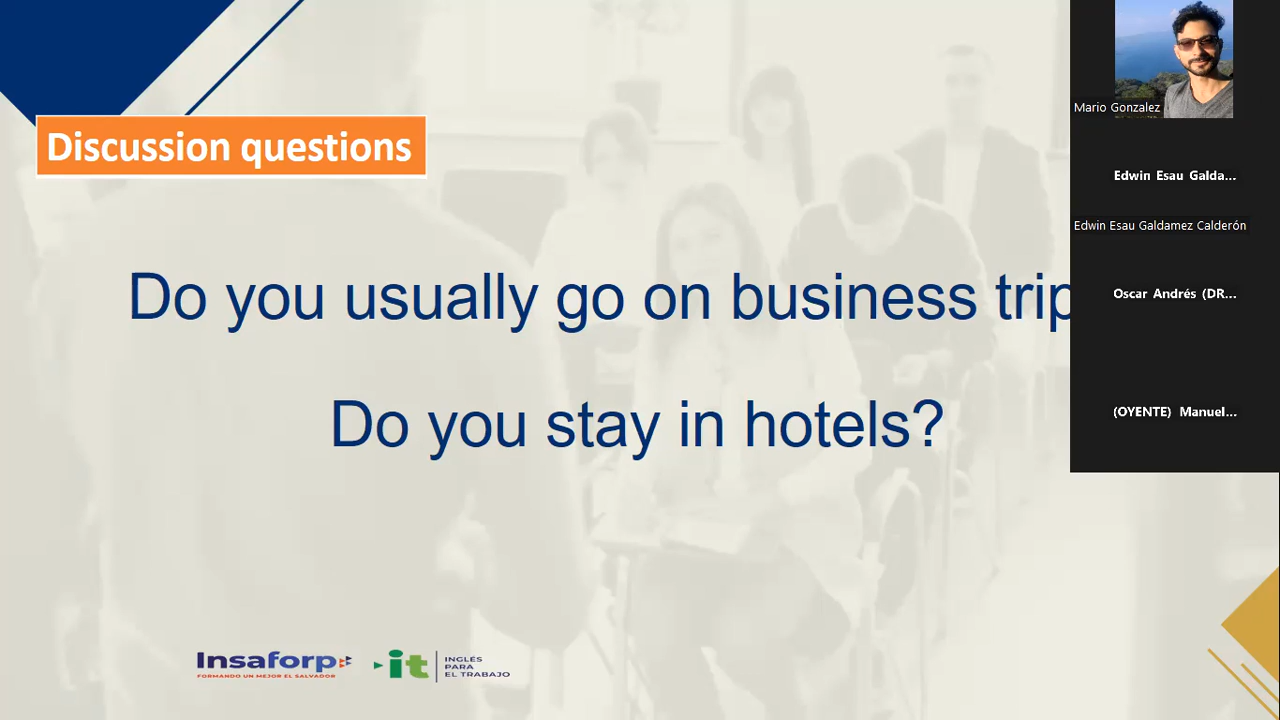 Discussion questions
Do you usually go on business trip
Do you stay in hotels?
Insaforp
FORMANDO UN MEJOR EL SALVADOR
it
INGLÉS
PARA
EL TRABAJO
Mario Gonzalez
Edwin Esau Galda...
Edwin Esau Galdamez Calderón
Oscar Andrés (DR...
(OYENTE) Manuel...